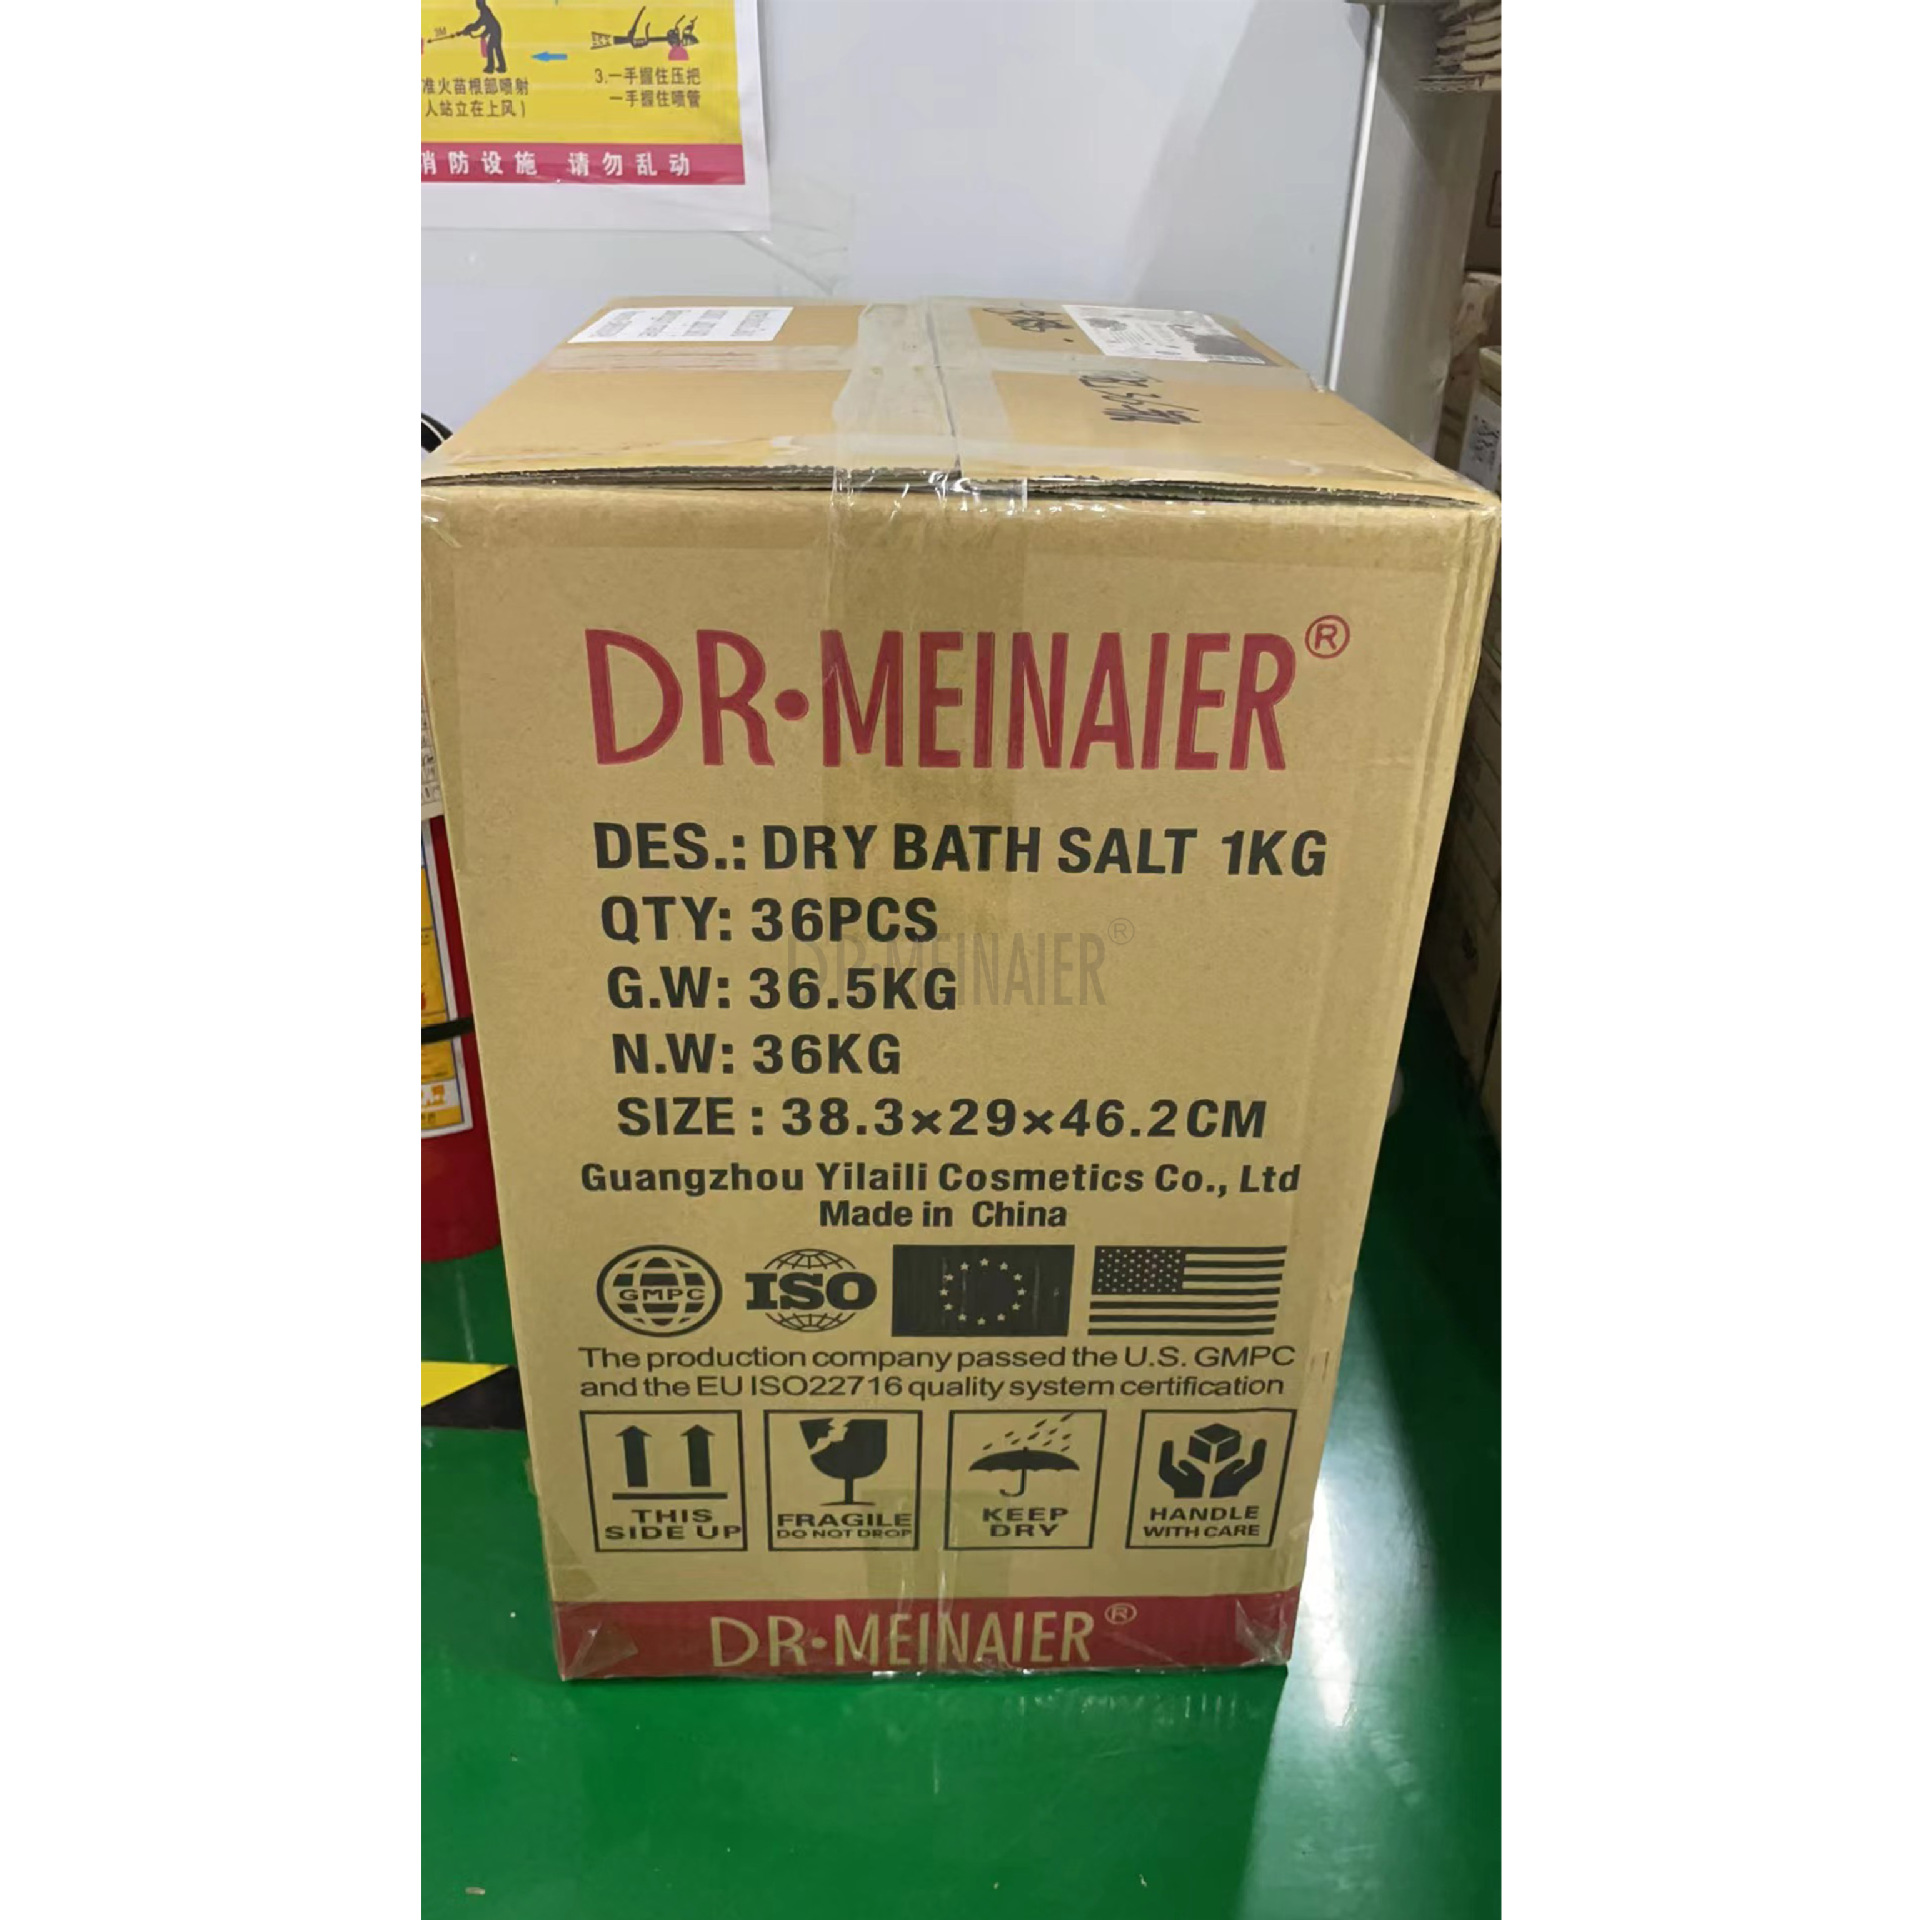 3M
准火苗根部喷射
人站立在上风)
3.一手握住压把
一手握住喷管
消防设施 请勿乱动
DR·MEINAIER®
DES.: DRY BATH SALT 1KG
QTY: 36PCS
DR·MEINAIER®
G.W: 36.5KG
N.W: 36KG
SIZE : 38.3×29×46.2CM
Guangzhou Yilaili Cosmetics Co., Ltd
Made in China
GMPC
ISO
The production company passed the U.S. GMPC
and the EU ISO22716 quality system certification
THIS
SIDE UP
FRAGILE
DO NOT DROP
KEEP
DRY
HANDLE
WITH CARE
DR·MEINAIER®